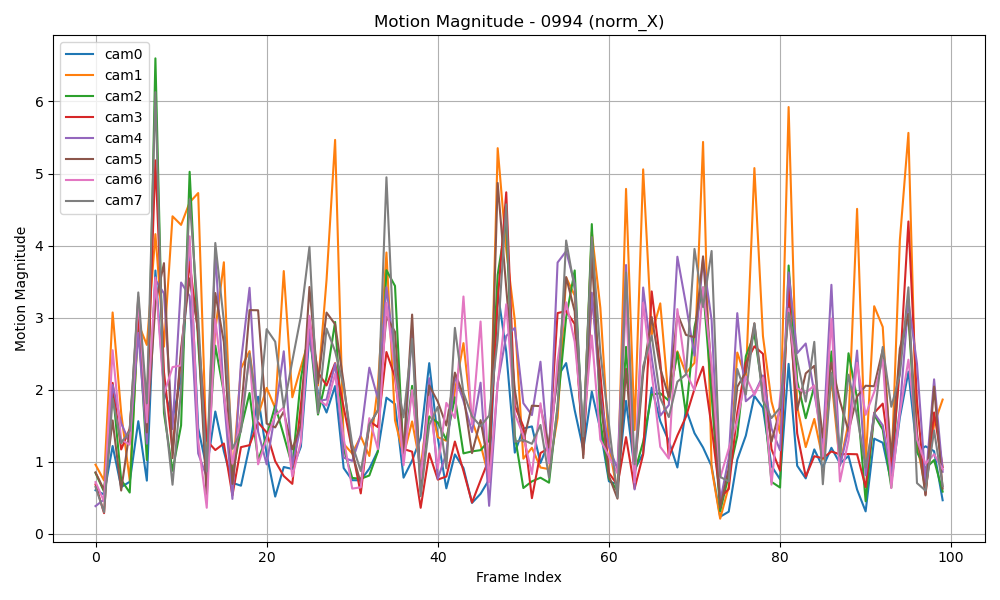 Motion Magnitude - 0994 (norm_X)
cam0
cam1
cam2
cam3
cam4
cam5
cam6
cam7
Motion Magnitude
6
5
4
3
2
1
0
0 20 40 60 80 100
Frame Index